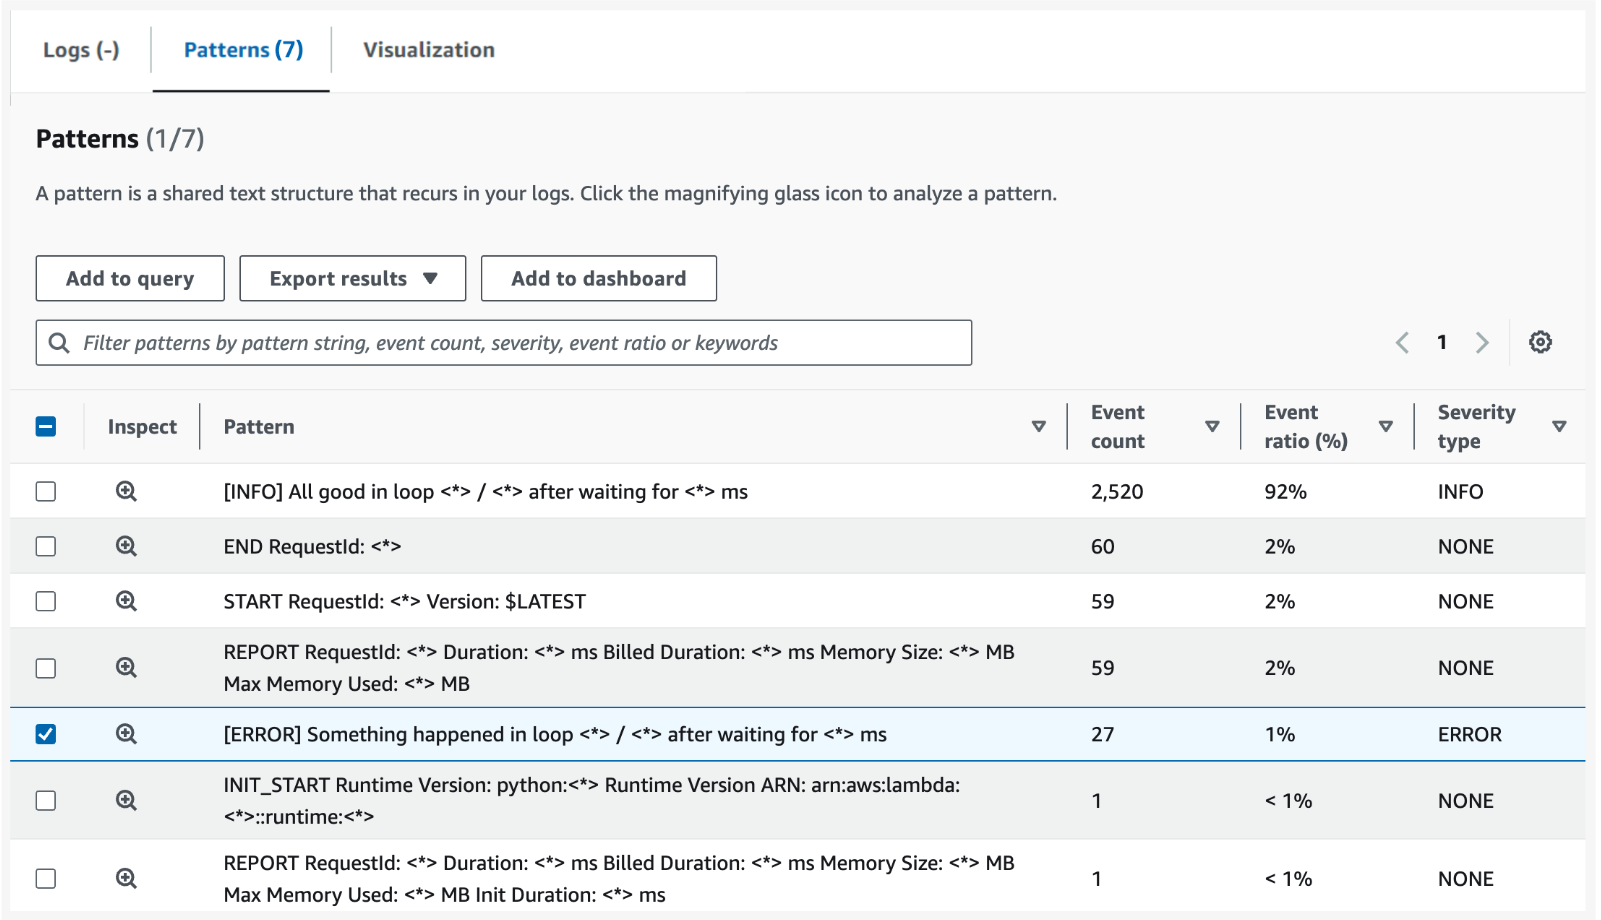 Logs (-)
Patterns (7)
Visualization
Patterns (1/7)
A pattern is a shared text structure that recurs in your logs. Click the magnifying glass icon to analyze a pattern.
Add to query
Export results
Add to dashboard
Filter patterns by pattern string, event count, severity, event ratio or keywords
1
Inspect
Pattern
Event
count
Event
ratio (%)
Severity
type
[INFO] All good in loop <*> / <*> after waiting for <*> ms
2,520
92%
INFO
END RequestId: <*>
60
2%
NONE
START RequestId: <*> Version: $LATEST
59
2%
NONE
REPORT RequestId: <*> Duration: <*> ms Billed Duration: <*> ms Memory Size: <*> MB
Max Memory Used: <*> MB
59
2%
NONE
[ERROR] Something happened in loop <*> / <*> after waiting for <*> ms
27
1%
ERROR
INIT_START Runtime Version: python:<*> Runtime Version ARN: arn:aws:lambda:
<*>::runtime:<*>
1
< 1%
NONE
REPORT RequestId: <*> Duration: <*> ms Billed Duration: <*> ms Memory Size: <*> MB
Max Memory Used: <*> MB Init Duration: <*> ms
1
< 1%
NONE